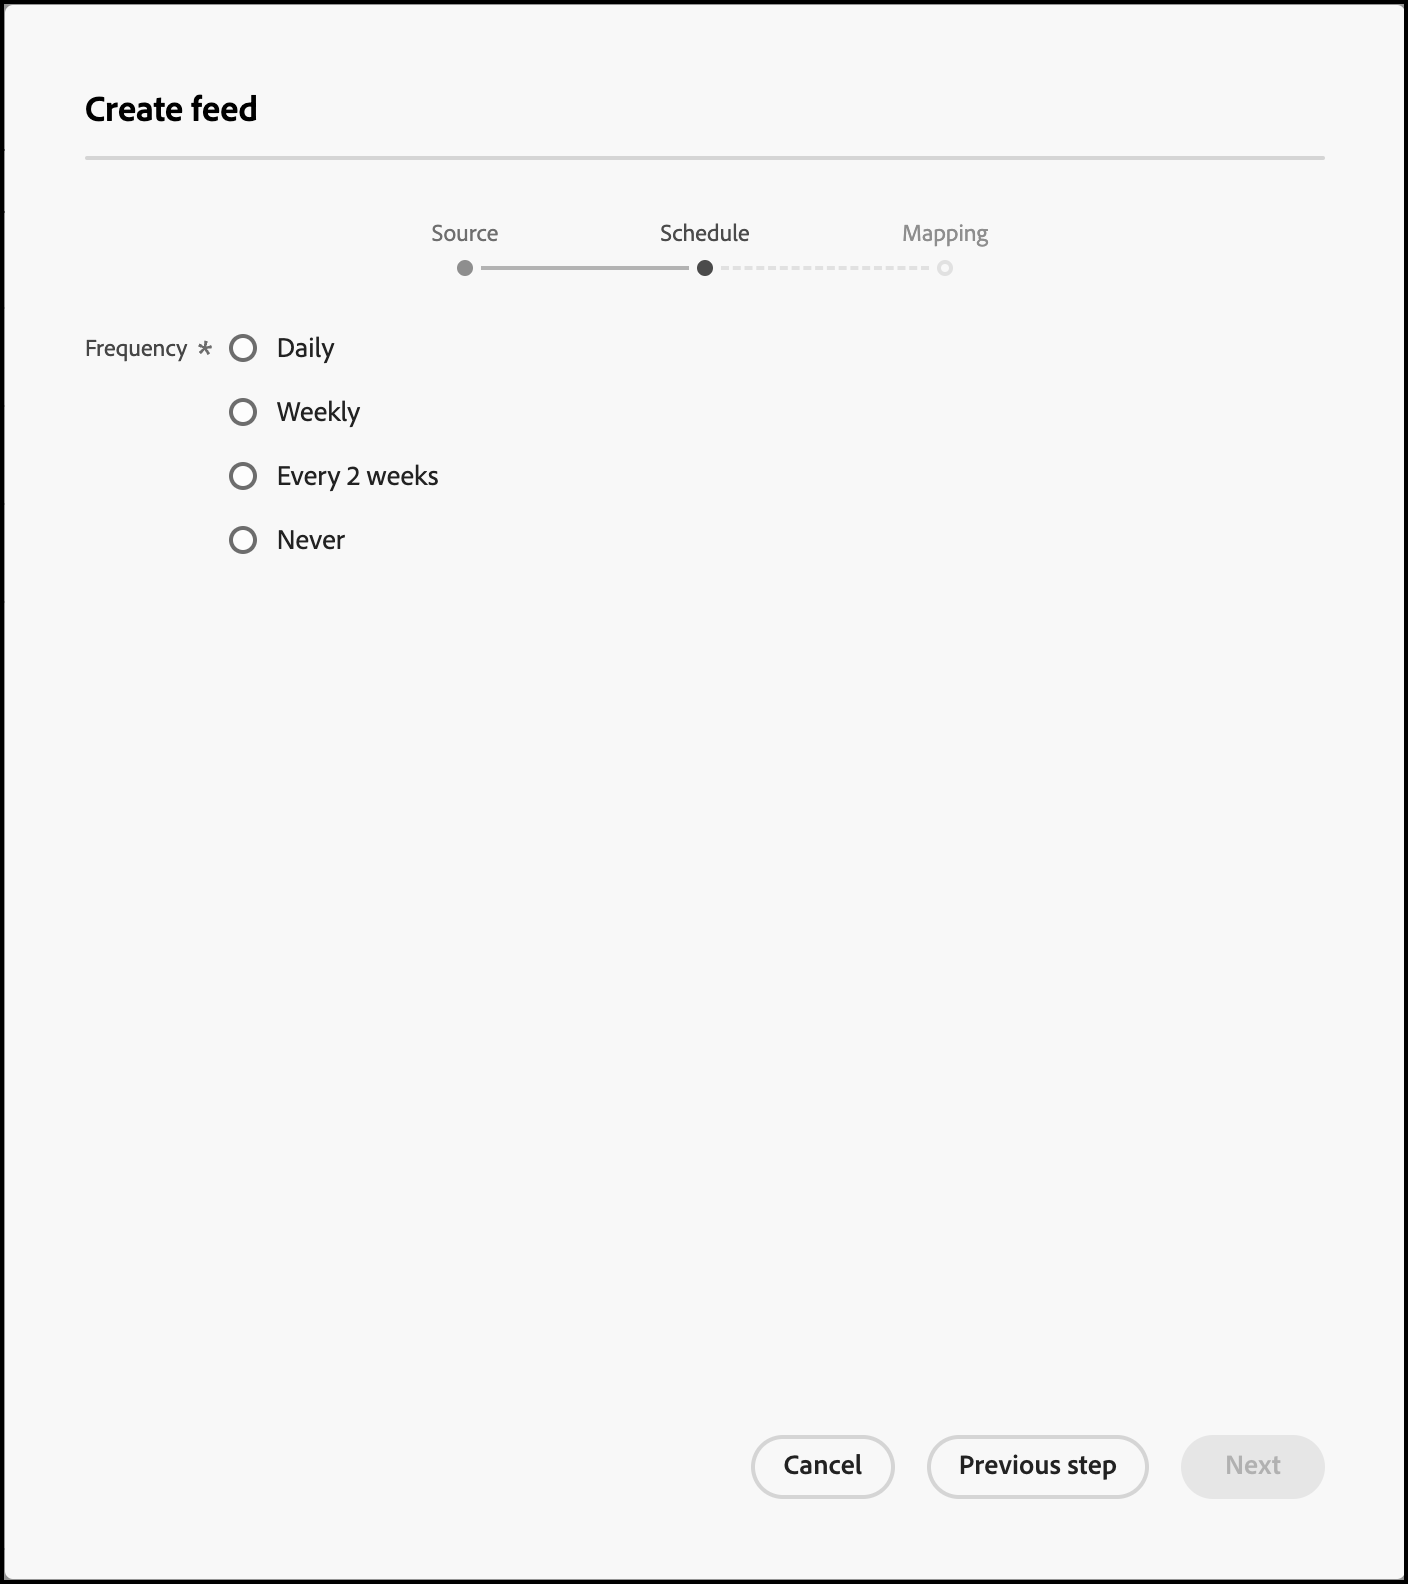 Create feed
Source Schedule Mapping
Frequency * Daily
Weekly
Every 2 weeks
Never
Cancel Previous step Next